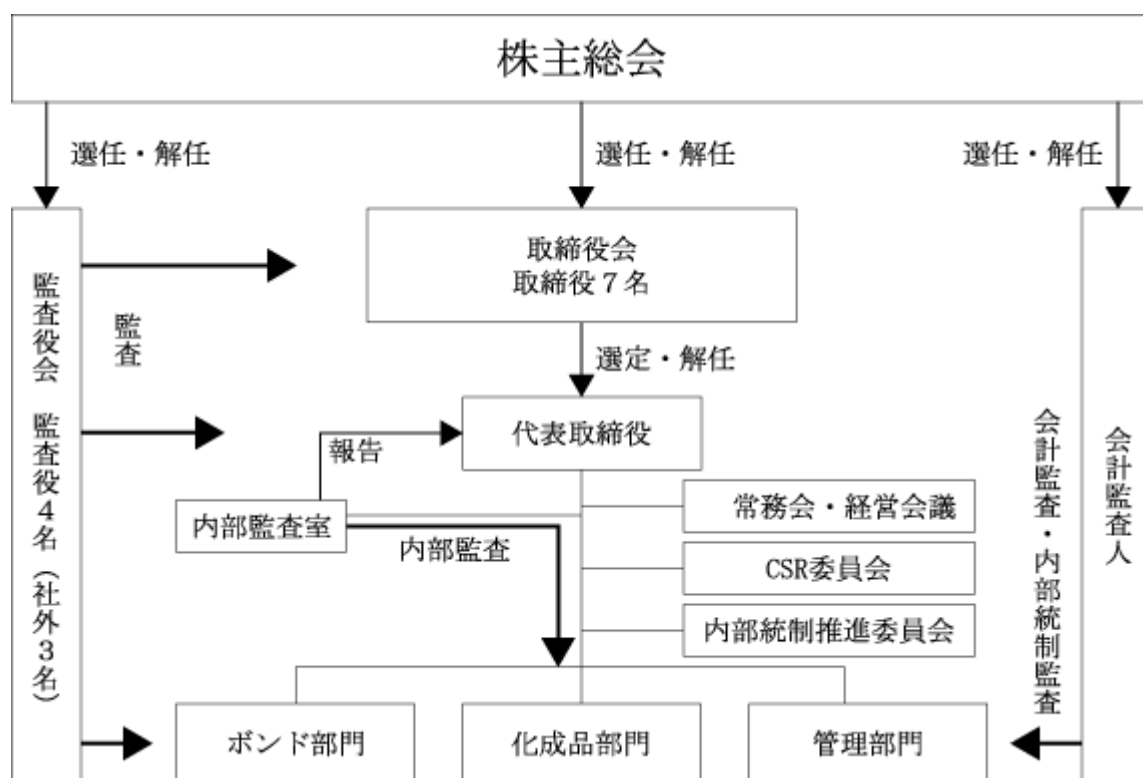 株主総会
選任・解任
選任・解任
選任・解任
取締役会
取締役７名
監査役会　監査役４名（社外３名）
監査
選定・解任
代表取締役
報告
会計監査・内部統制監査
会計監査人
内部監査室
内部監査
常務会・経営会議
CSR委員会
内部統制推進委員会
ボンド部門
化成品部門
管理部門